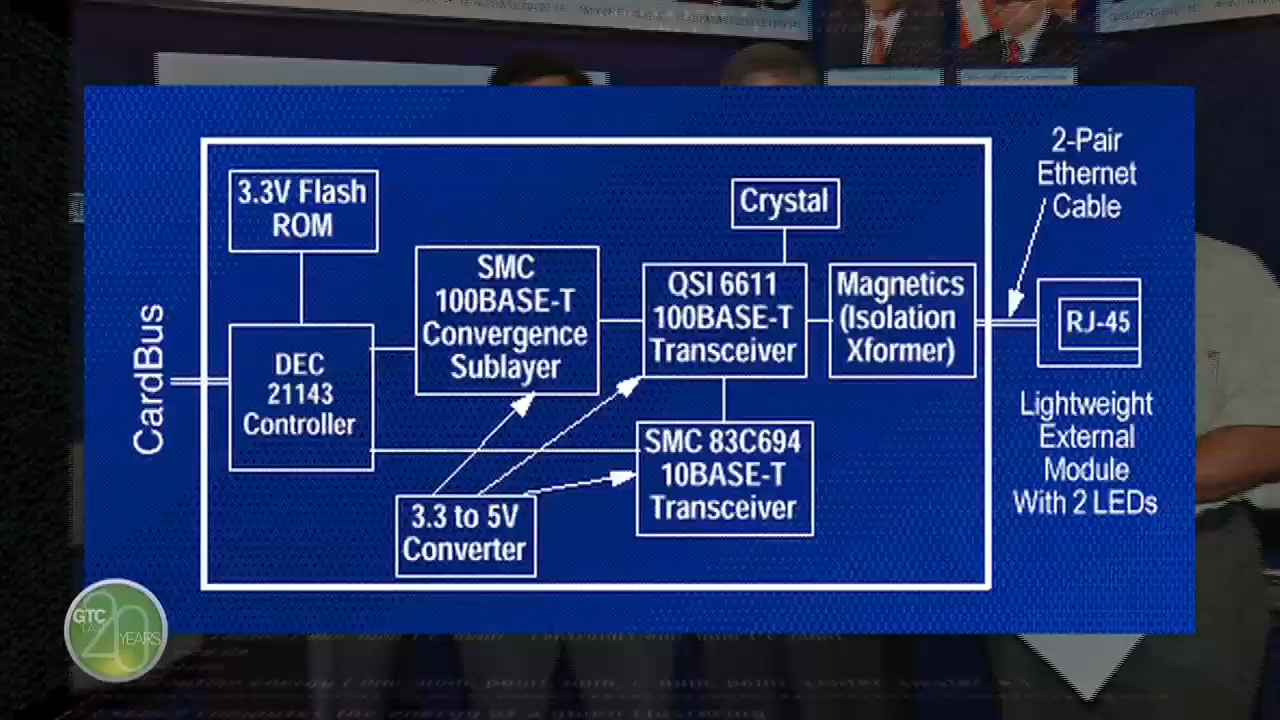 2-Pair
Ethernet
Cable
3.3V Flash
ROM
Crystal
SMC
100BASE-T
Convergence
Sublayer
QSI 6611
100BASE-T
Transceiver
Magnetics
(Isolation
Xformer)
RJ-45
CardBus
DEC
21143
Controller
SMC 83C694
10BASE-T
Transceiver
3.3 to 5V
Converter
Lightweight
External
Module
With 2 LEDs
GTC
20
YEARS